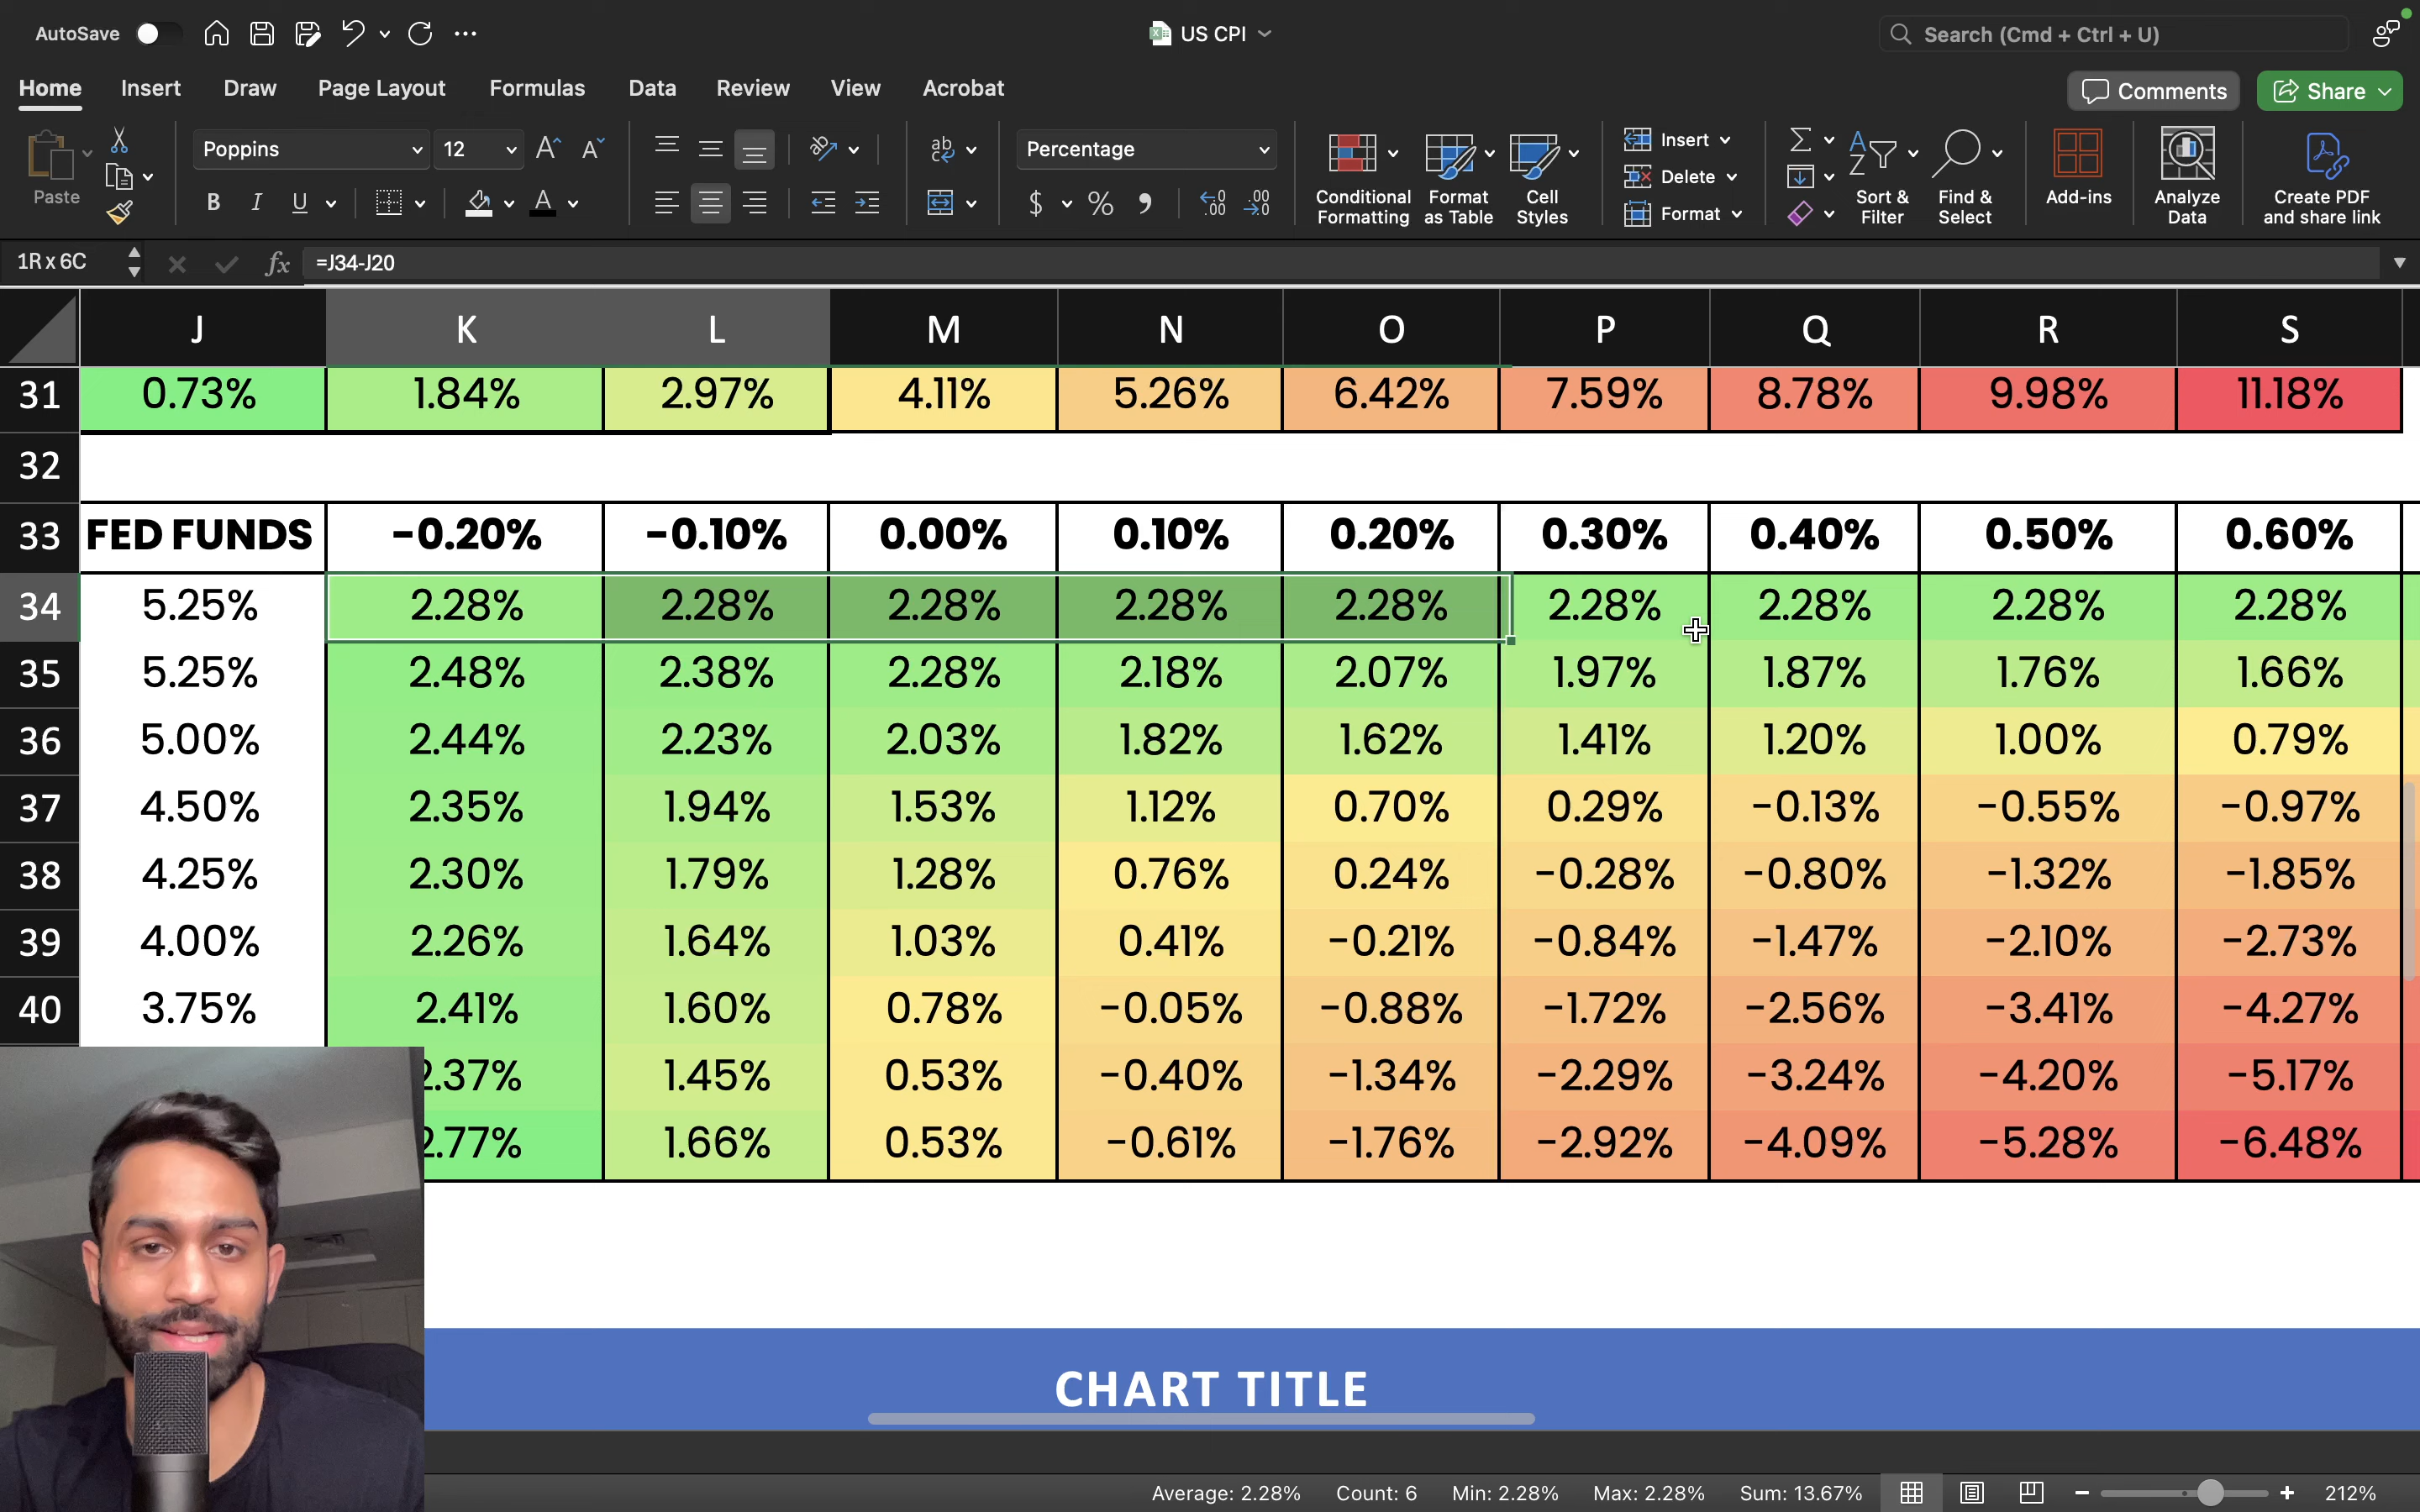 AutoSave US CPI Search (Cmd + Ctrl + U)
Home Insert Draw Page Layout Formulas Data Review View Acrobat Comments Share
Paste Poppins 12 Percentage Conditional Formatting Format as Table Cell Styles Insert Delete Format Sort & Filter Find & Select Add-ins Analyze Data Create PDF and share link
1R x 6C fx =J34-J20
J K L M N O P Q R S
31 0.73% 1.84% 2.97% 4.11% 5.26% 6.42% 7.59% 8.78% 9.98% 11.18%
32
33 FED FUNDS -0.20% -0.10% 0.00% 0.10% 0.20% 0.30% 0.40% 0.50% 0.60%
34 5.25% 2.28% 2.28% 2.28% 2.28% 2.28% 2.28% 2.28% 2.28% 2.28%
35 5.25% 2.48% 2.38% 2.28% 2.18% 2.07% 1.97% 1.87% 1.76% 1.66%
36 5.00% 2.44% 2.23% 2.03% 1.82% 1.62% 1.41% 1.20% 1.00% 0.79%
37 4.50% 2.35% 1.94% 1.53% 1.12% 0.70% 0.29% -0.13% -0.55% -0.97%
38 4.25% 2.30% 1.79% 1.28% 0.76% 0.24% -0.28% -0.80% -1.32% -1.85%
39 4.00% 2.26% 1.64% 1.03% 0.41% -0.21% -0.84% -1.47% -2.10% -2.73%
40 3.75% 2.41% 1.60% 0.78% -0.05% -0.88% -1.72% -2.56% -3.41% -4.27%
2.37% 1.45% 0.53% -0.40% -1.34% -2.29% -3.24% -4.20% -5.17%
2.77% 1.66% 0.53% -0.61% -1.76% -2.92% -4.09% -5.28% -6.48%
CHART TITLE
Average: 2.28% Count: 6 Min: 2.28% Max: 2.28% Sum: 13.67% 212%